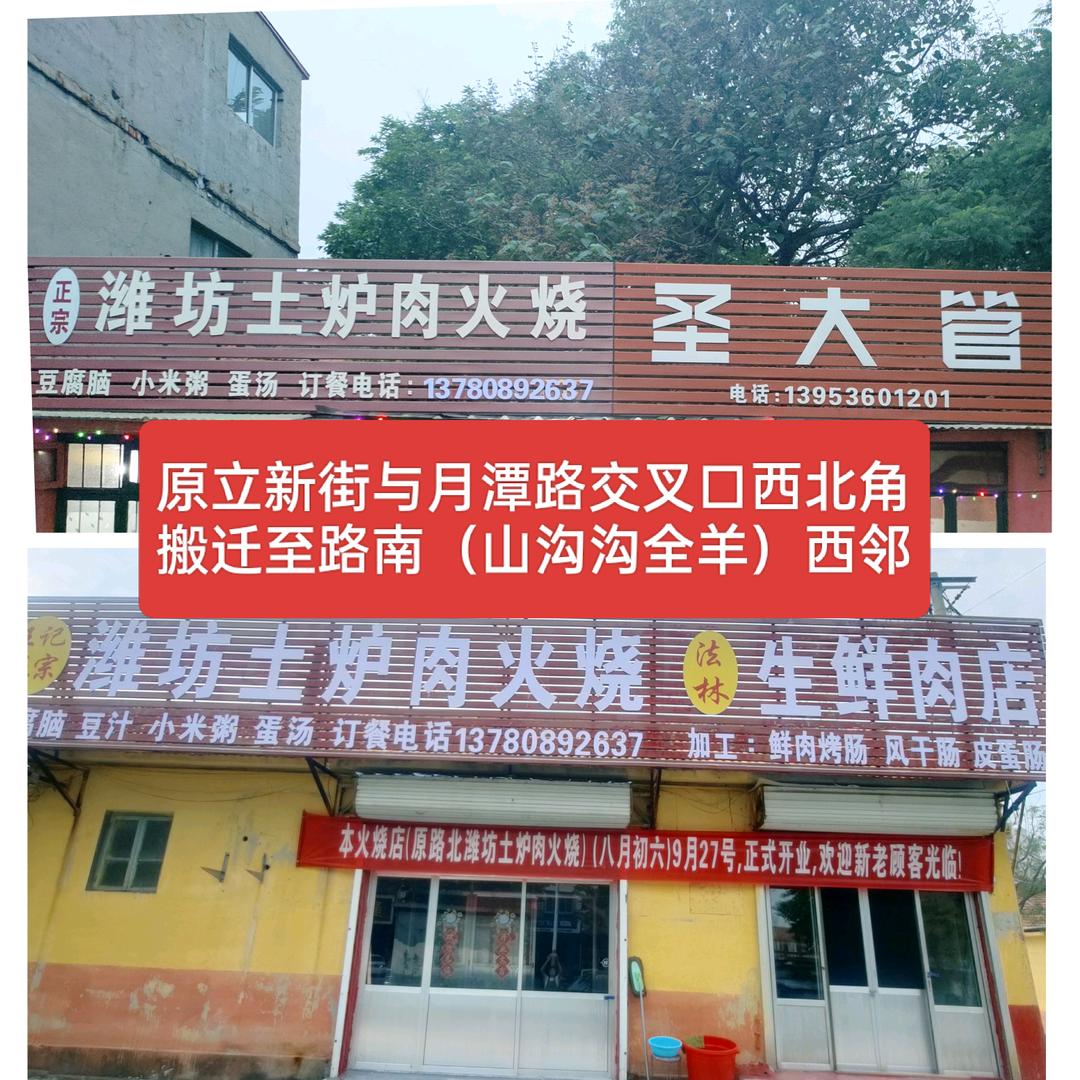 正宗
潍坊土炉肉火烧
豆腐脑 小米粥 蛋汤 订餐电话:13780892637
圣大管
电话:13953601201
原立新街与月潭路交叉口西北角
搬迁至路南（山沟沟全羊）西邻
记
宗
潍坊土炉肉火烧
腐脑 豆汁 小米粥 蛋汤 订餐电话13780892637
法林
生鲜肉店
加工:鲜肉烤肠 风干肠 皮蛋肠
本火烧店(原路北潍坊土炉肉火烧)(八月初六)9月27号,正式开业,欢迎新老顾客光临!